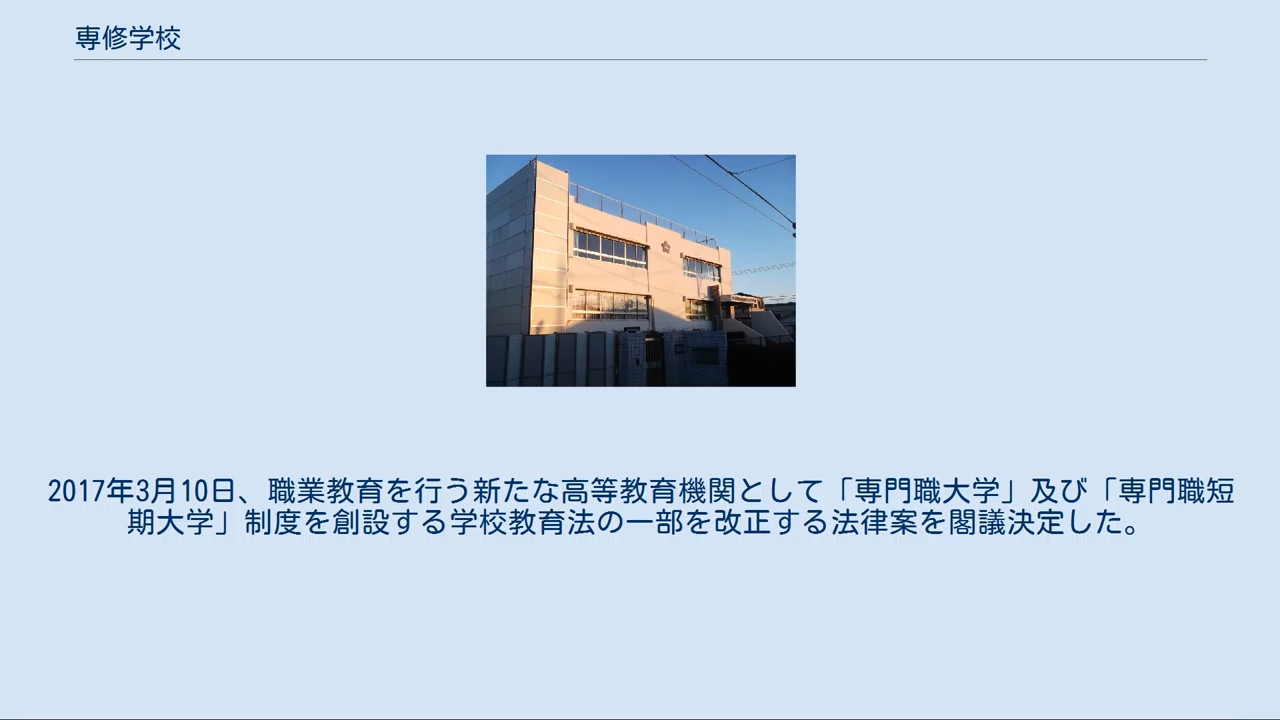 専修学校
2017年3月10日、職業教育を行う新たな高等教育機関として「専門職大学」及び「専門職短
期大学」制度を創設する学校教育法の一部を改正する法律案を閣議決定した。